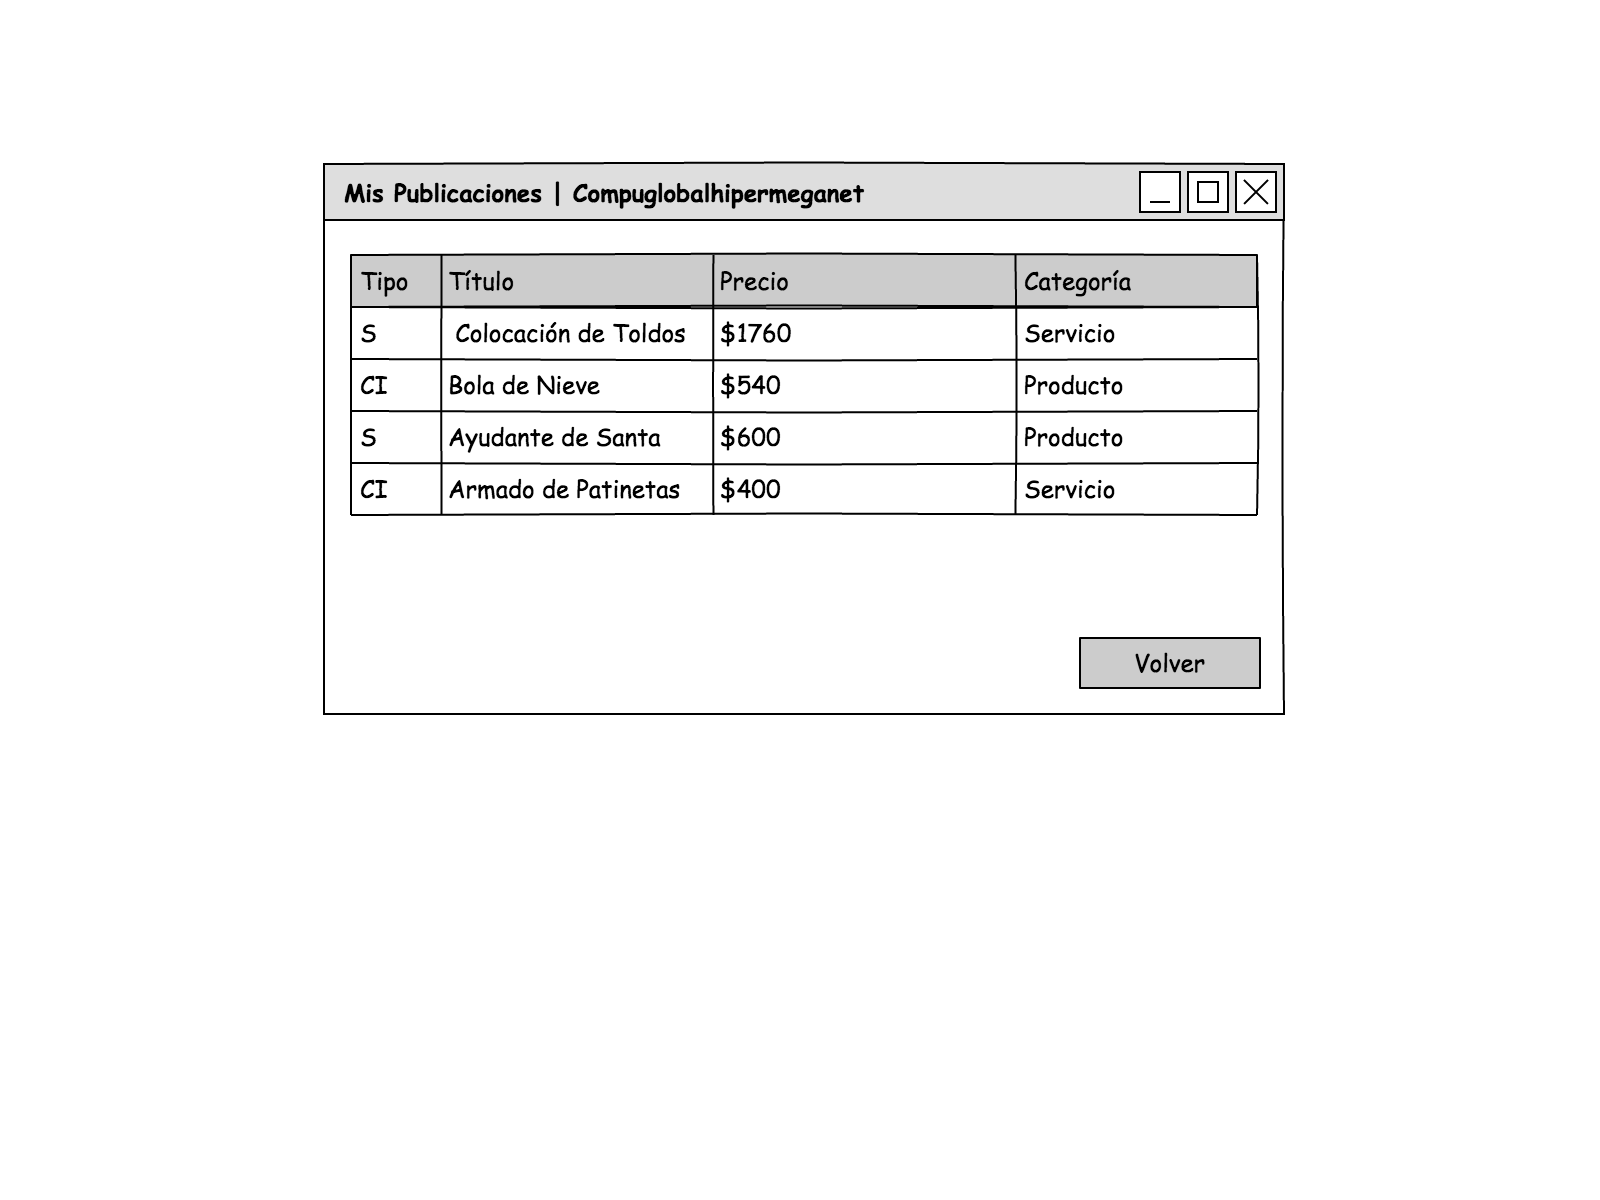 Mis Publicaciones | Compuglobalhipermeganet
Tipo Título Precio Categoría
S Colocación de Toldos $1760 Servicio
CI Bola de Nieve $540 Producto
S Ayudante de Santa $600 Producto
CI Armado de Patinetas $400 Servicio
Volver